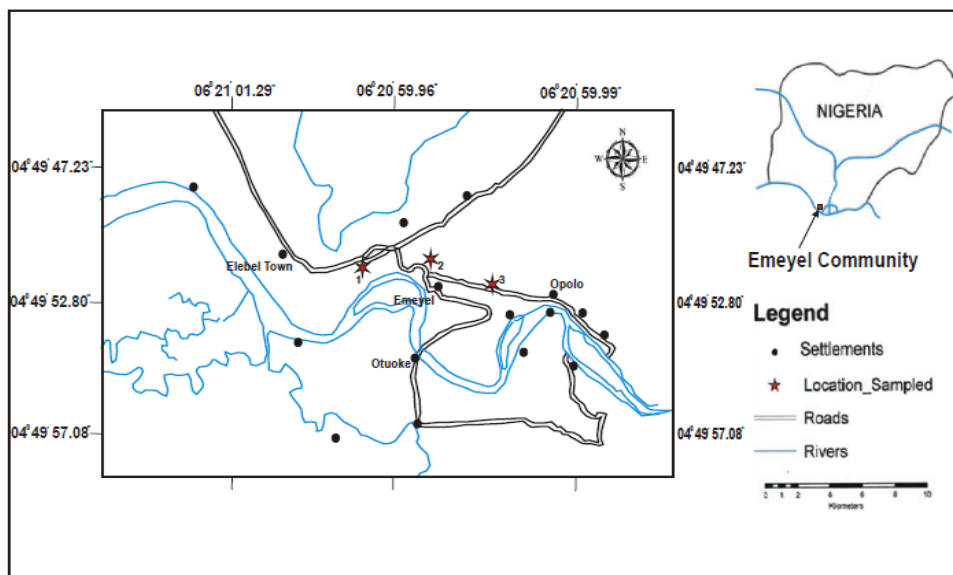 06° 21' 01.29" 06° 20' 59.96" 06° 20' 59.99"
04° 49' 47.23" 04° 49' 47.23"
N
W E
S
NIGERIA
Elebel Town
1
2
3
Emeyel
Opolo
Emeyel Community
04° 49' 52.80" 04° 49' 52.80"
Otuoke
04° 49' 57.08" 04° 49' 57.08"
Legend
Settlements
Location_Sampled
Roads
Rivers
0 1 2 4 6 8 10
Kilometers